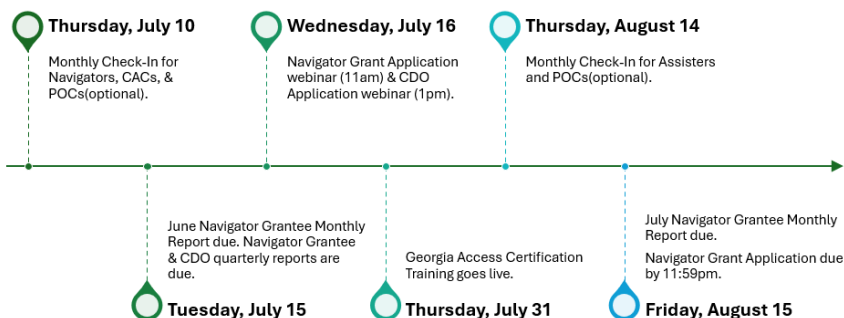 Thursday, July 10
Monthly Check-In for
Navigators, CACs, &
POCs(optional).
Wednesday, July 16
Navigator Grant Application
webinar (11am) & CDO
Application webinar (1pm).
Thursday, August 14
Monthly Check-In for Assisters
and POCs(optional).
June Navigator Grantee Monthly
Report due. Navigator Grantee
& CDO quarterly reports are
due.
Tuesday, July 15
Georgia Access Certification
Training goes live.
Thursday, July 31
July Navigator Grantee Monthly
Report due.
Navigator Grant Application due
by 11:59pm.
Friday, August 15